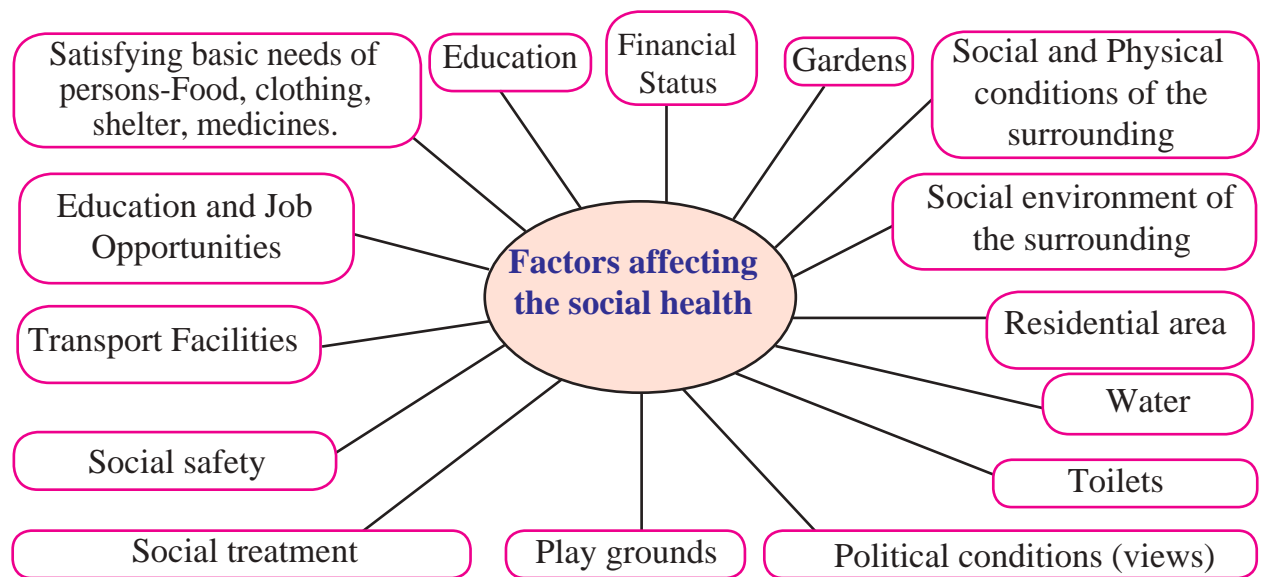 Satisfying basic needs of
persons-Food, clothing,
shelter, medicines.
Education
Financial
Status
Gardens
Social and Physical
conditions of the
surrounding
Education and Job
Opportunities
Social environment of
the surrounding
Factors affecting
the social health
Transport Facilities
Residential area
Water
Social safety
Toilets
Social treatment
Play grounds
Political conditions (views)